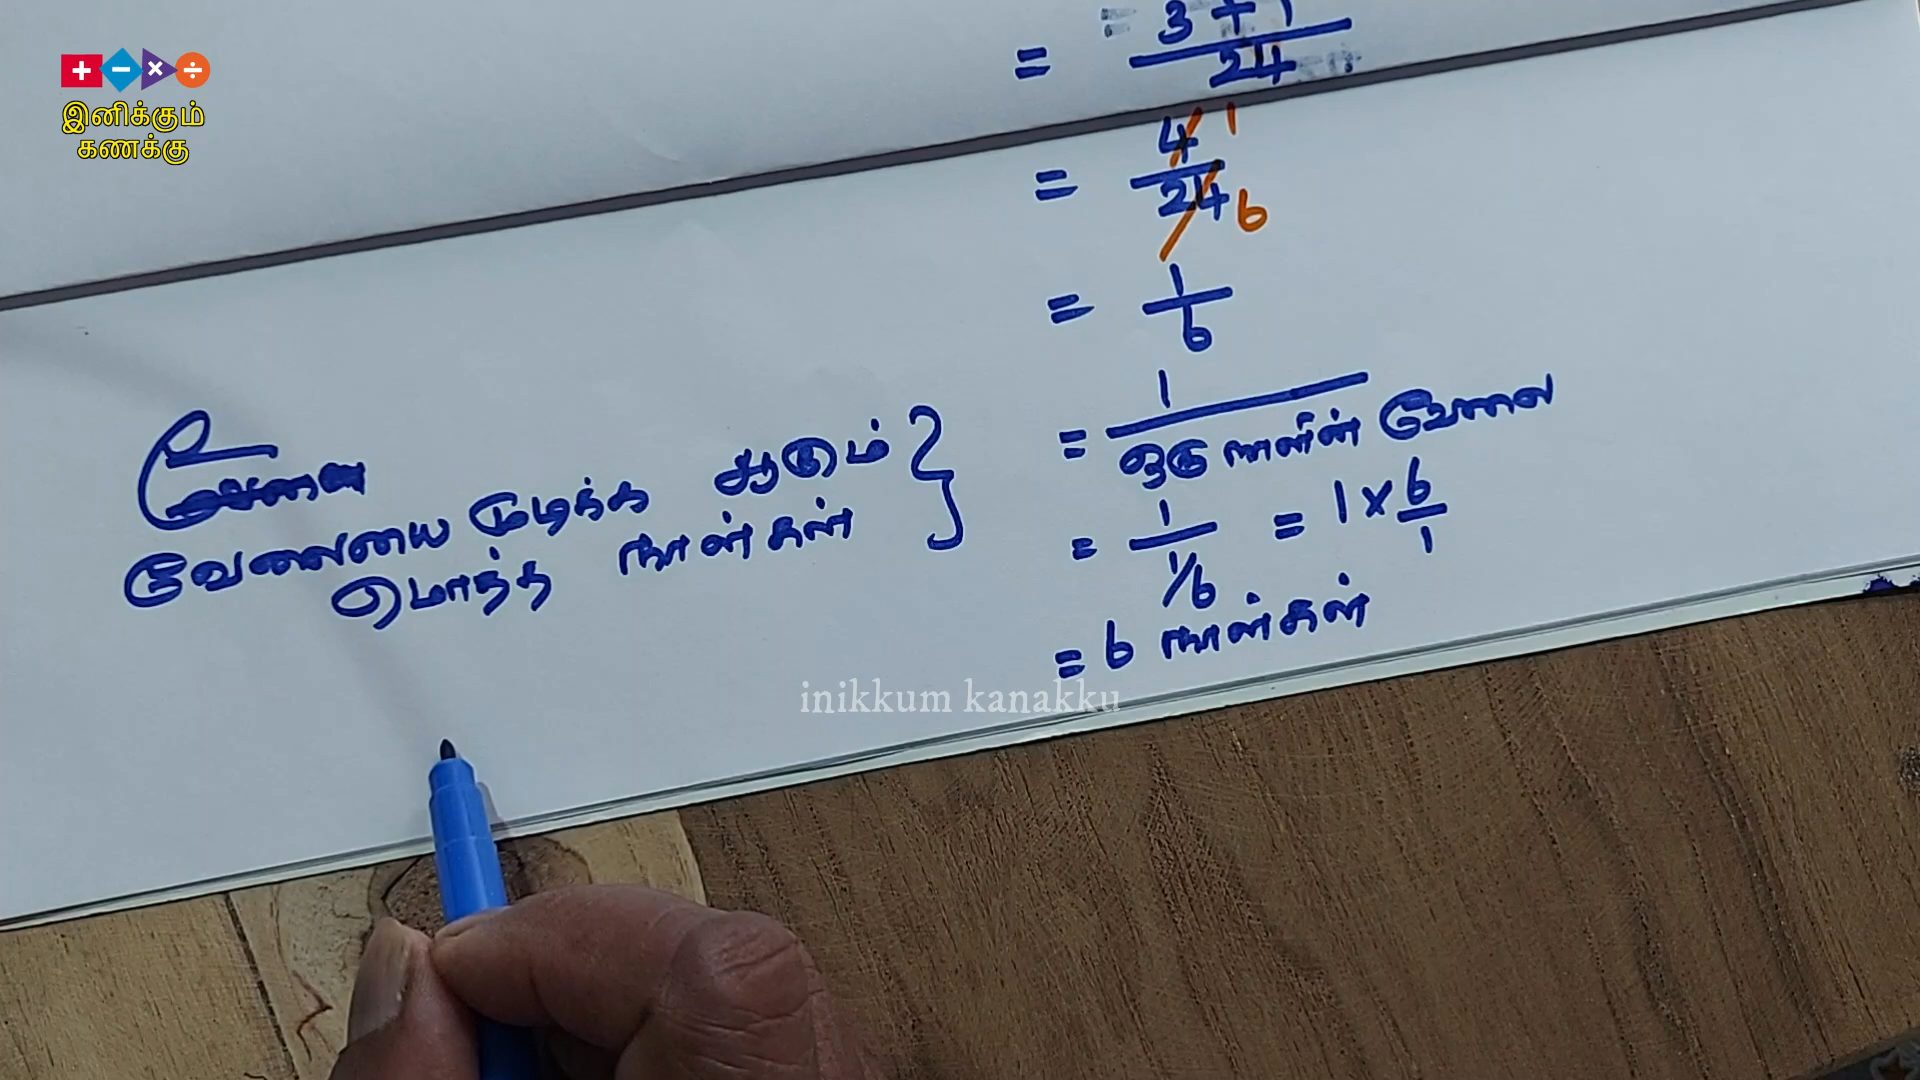 இனிக்கும்
கணக்கு
= 3 + 1 / 24
= 4/24 1 6
= 1/6
வேலையை முடிக்க ஆகும்
மொத்த நாள்கள் }
= 1 / ஒரு நாளின் வேலை
= 1 / 1/6 = 1 × 6/1
= 6 நாள்கள்
inikkum kanakku